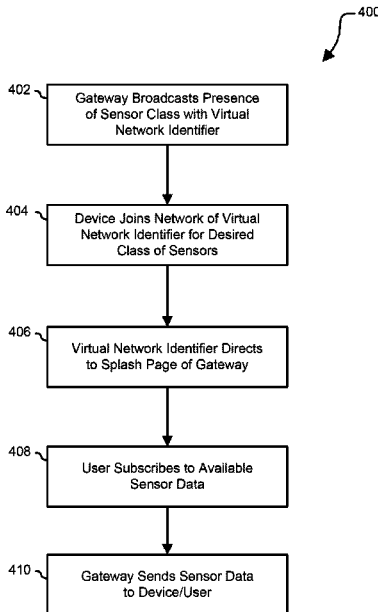 400
402
Gateway Broadcasts Presence
of Sensor Class with Virtual
Network Identifier
404
Device Joins Network of Virtual
Network Identifier for Desired
Class of Sensors
406
Virtual Network Identifier Directs
to Splash Page of Gateway
408
User Subscribes to Available
Sensor Data
410
Gateway Sends Sensor Data
to Device/User